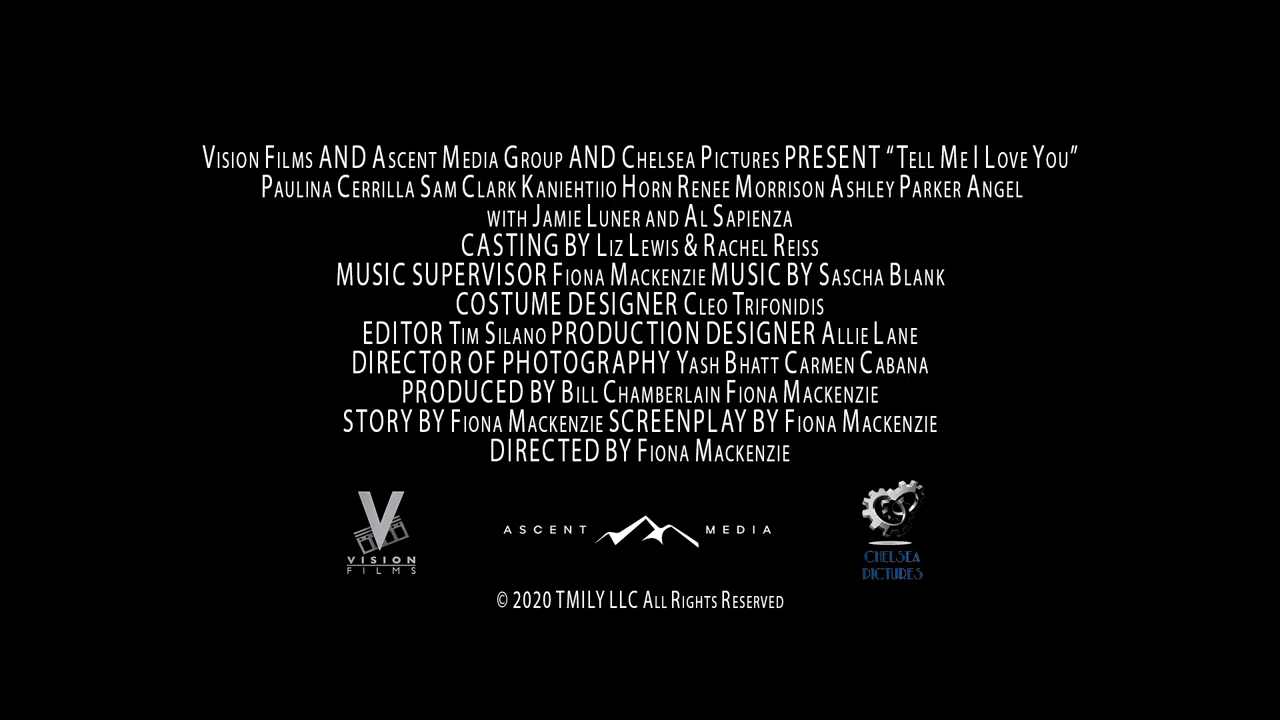 Vision Films AND Ascent Media Group AND Chelsea Pictures PRESENT “Tell Me I Love You”
Paulina Cerrilla Sam Clark Kaniehtiio Horn Renee Morrison Ashley Parker Angel
with Jamie Luner and Al Sapienza
CASTING BY Liz Lewis & Rachel Reiss
MUSIC SUPERVISOR Fiona Mackenzie MUSIC BY Sascha Blank
COSTUME DESIGNER Cleo Trifonidis
EDITOR Tim Silano PRODUCTION DESIGNER Allie Lane
DIRECTOR OF PHOTOGRAPHY Yash Bhatt Carmen Cabana
PRODUCED BY Bill Chamberlain Fiona Mackenzie
STORY BY Fiona Mackenzie SCREENPLAY BY Fiona Mackenzie
DIRECTED BY Fiona Mackenzie
V
VISION
FILMS
ASCENT MEDIA
CHELSEA
PICTURES
© 2020 TMILY LLC All Rights Reserved